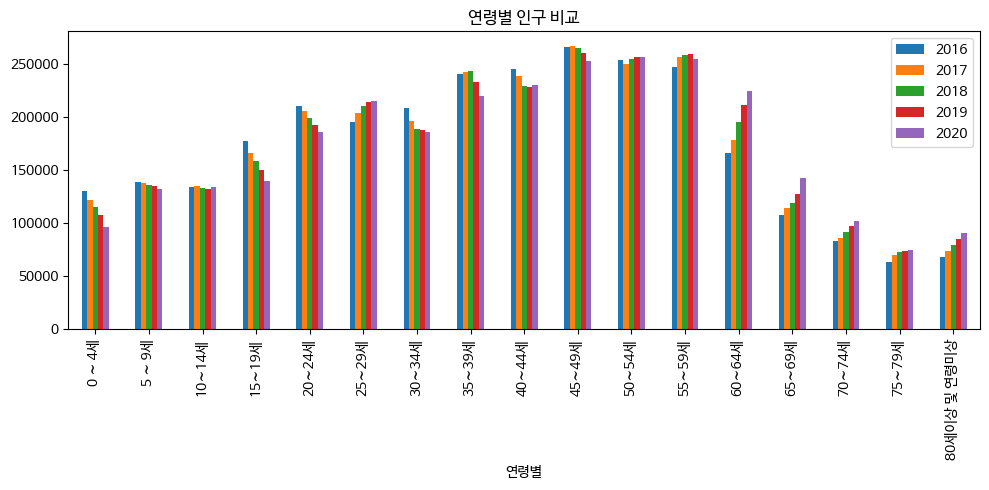 연령별 인구 비교
2016
2017
2018
2019
2020
250000
200000
150000
100000
50000
0
0 ~ 4세
5 ~ 9세
10~14세
15~19세
20~24세
25~29세
30~34세
35~39세
40~44세
45~49세
50~54세
55~59세
60~64세
65~69세
70~74세
75~79세
80세이상 및 연령미상
연령별